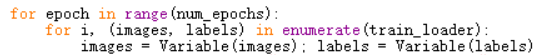 for epoch in range(num_epochs):
    for i, (images, labels) in enumerate(train_loader):
        images = Variable(images); labels = Variable(labels)